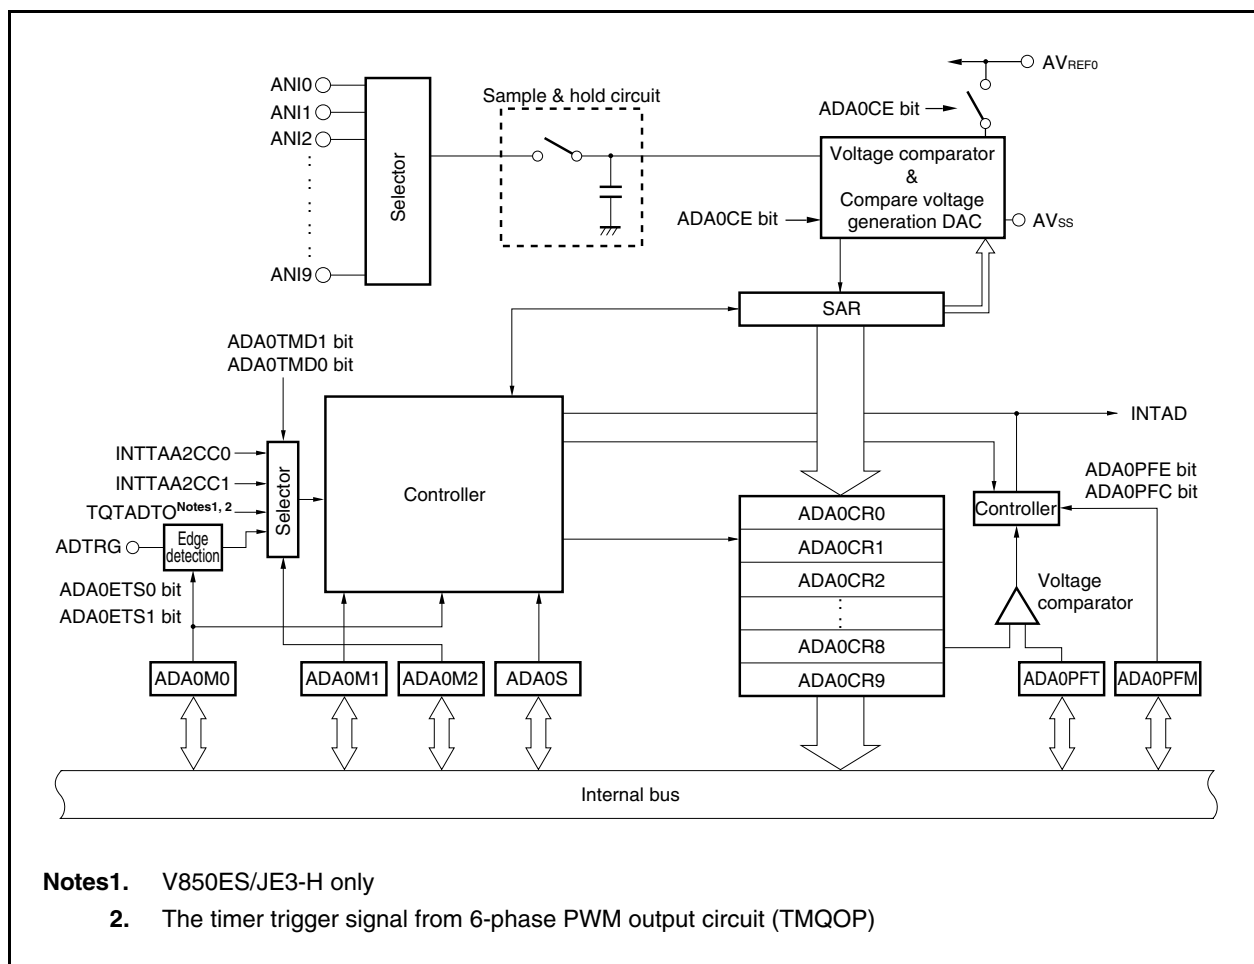 ANI0
ANI1
ANI2
ANI9
Selector
Sample & hold circuit
ADA0CE bit
AVREF0
Voltage comparator
&
Compare voltage
generation DAC
ADA0CE bit
AVSS
SAR
ADA0TMD1 bit
ADA0TMD0 bit
INTTAA2CC0
INTTAA2CC1
TQTADTO Notes1, 2
ADTRG
Edge
detection
Selector
ADA0ETS0 bit
ADA0ETS1 bit
Controller
INTAD
ADA0PFE bit
ADA0PFC bit
Controller
Voltage
comparator
ADA0CR0
ADA0CR1
ADA0CR2
ADA0CR8
ADA0CR9
ADA0M0
ADA0M1
ADA0M2
ADA0S
ADA0PFT
ADA0PFM
Internal bus
Notes1. V850ES/JE3-H only
2. The timer trigger signal from 6-phase PWM output circuit (TMQOP)